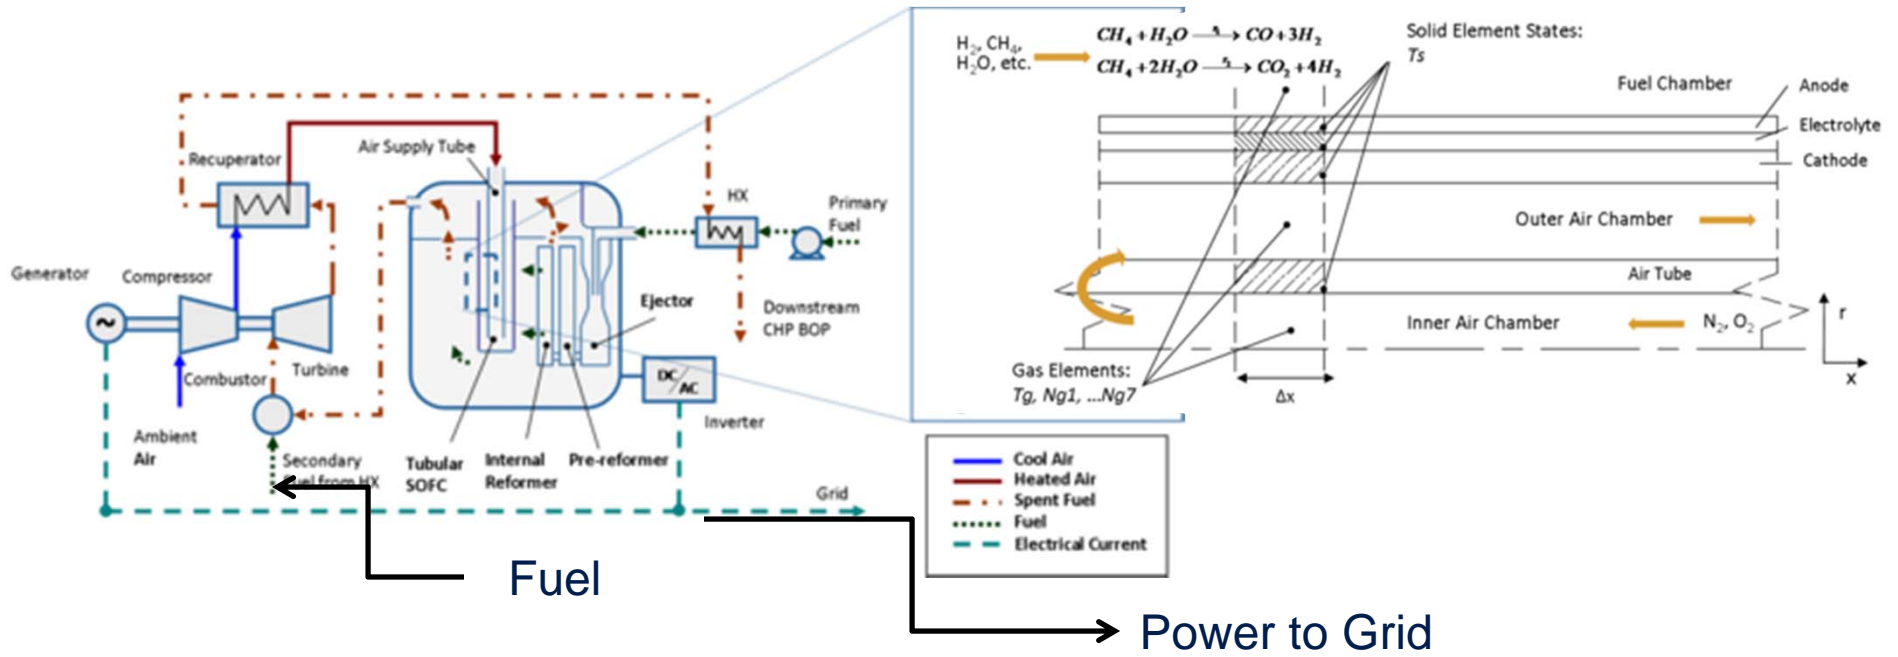 H₂, CH₄,
H₂O, etc.
CH₄ + H₂O → CO + 3H₂
CH₄ + 2H₂O → CO₂ + 4H₂
Solid Element States:
Ts
Fuel Chamber
Anode
Electrolyte
Cathode
Outer Air Chamber
Air Tube
Inner Air Chamber
N₂, O₂
r
x
Gas Elements:
Tg, Ng1, ...Ng7
Δx
Recuperator
Air Supply Tube
HX
Primary
Fuel
Generator
Compressor
~
Ejector
Downstream
CHP BOP
Combustor
Turbine
DC/AC
Inverter
Ambient
Air
Secondary
Fuel from HX
Tubular
SOFC
Internal
Reformer
Pre-reformer
Grid
Cool Air
Heated Air
Spent Fuel
Fuel
Electrical Current
Fuel
Power to Grid